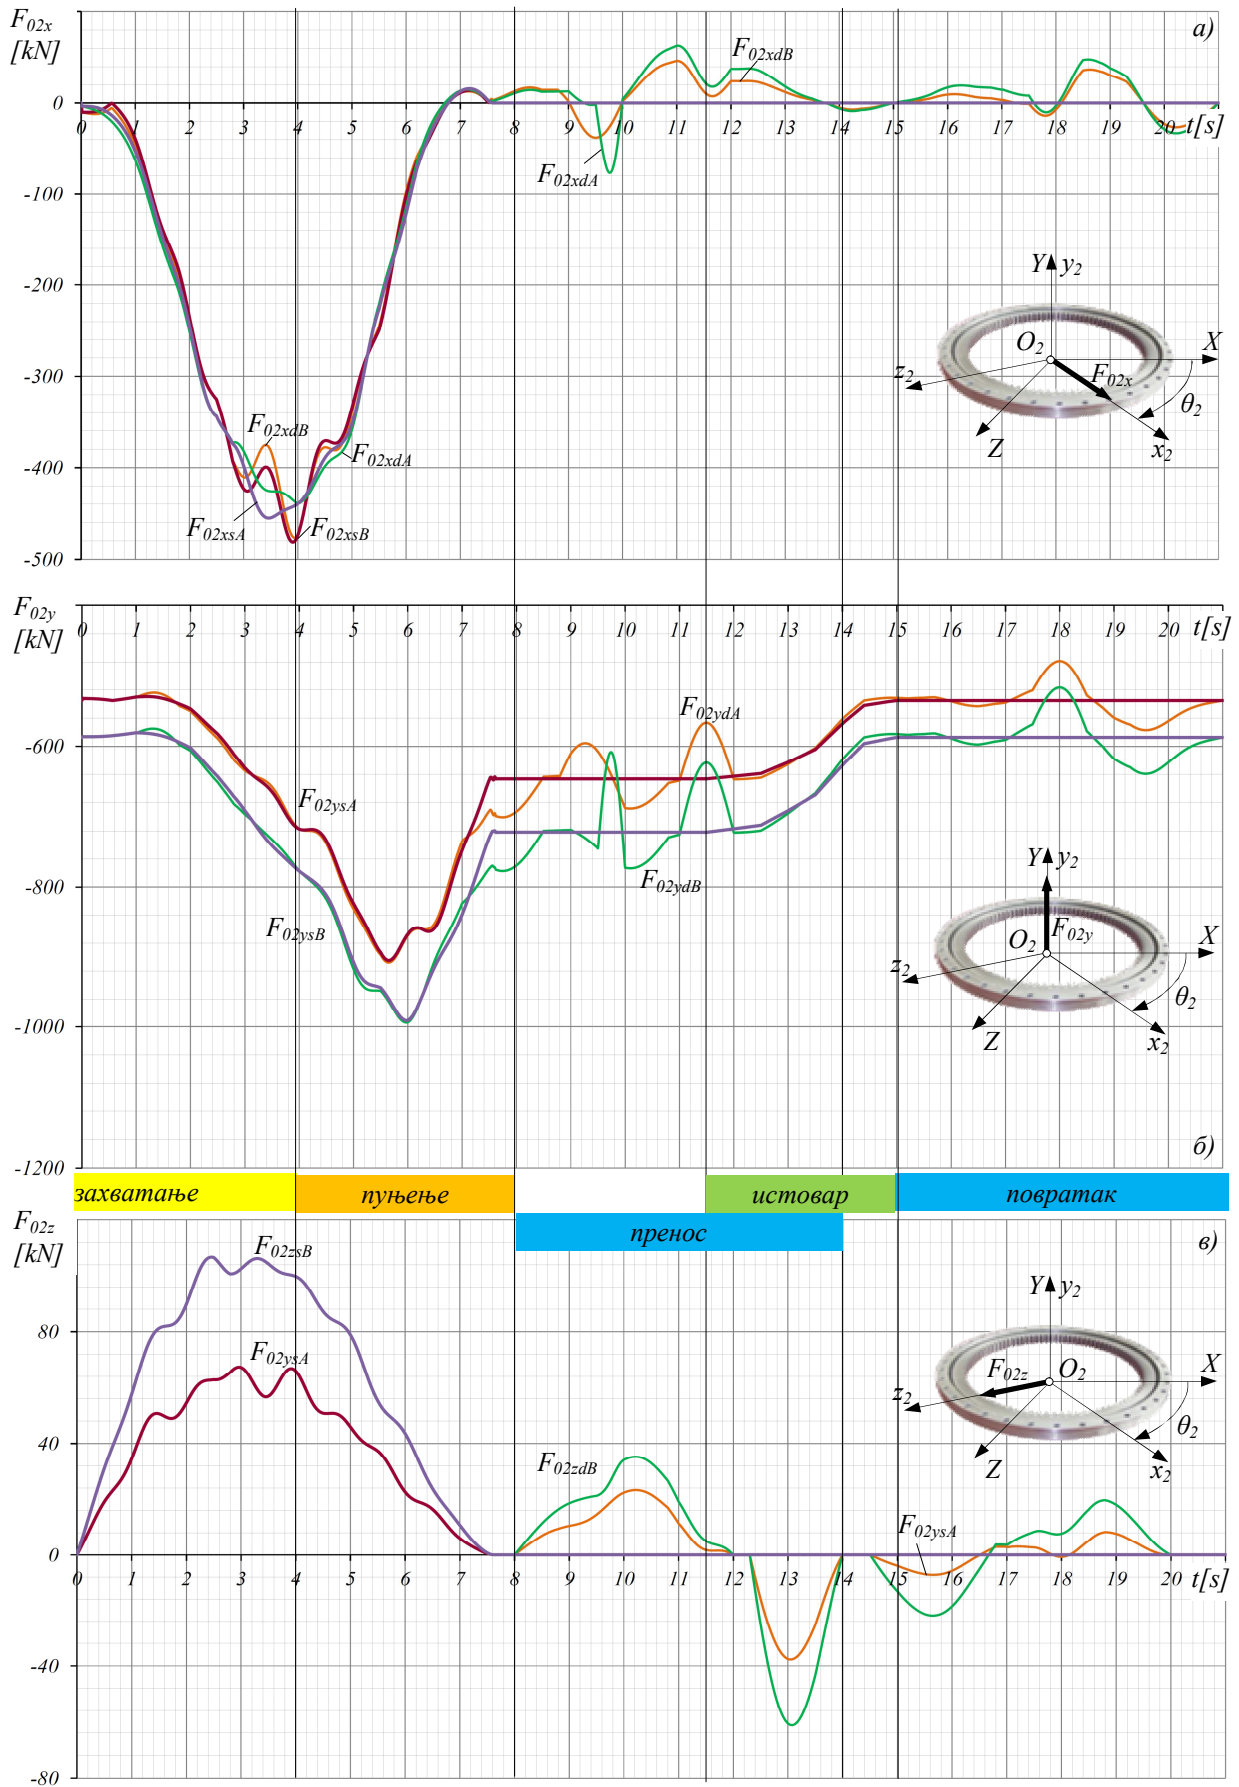 F02x
[kN]
а)
0
-100
-200
-300
-400
-500
0 1 2 3 4 5 6 7 8 9 10 11 12 13 14 15 16 17 18 19 20 t[s]
F02xdB
F02xdA
F02xdB
F02xdA
F02xsA
F02xsB
Y y2
O2
X
z2
F02x
θ2
Z
x2
F02y
[kN]
0 1 2 3 4 5 6 7 8 9 10 11 12 13 14 15 16 17 18 19 20 t[s]
-600
-800
-1000
-1200
F02ydA
F02ysA
F02ydB
F02ysB
Y y2
F02y
O2
X
z2
θ2
Z
x2
б)
захватање
пуњење
истовар
повратак
пренос
F02z
[kN]
в)
80
40
0
-40
-80
F02zsB
F02ysA
F02zdB
F02ysA
0 1 2 3 4 5 6 7 8 9 10 11 12 13 14 15 16 17 18 19 20 t[s]
Y y2
F02z
O2
X
z2
θ2
Z
x2